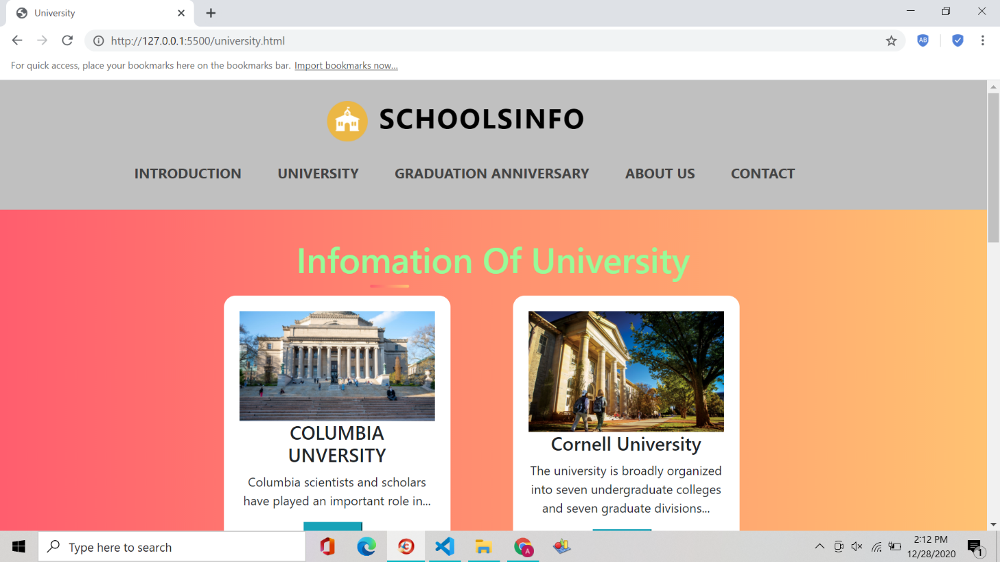 University
http://127.0.0.1:5500/university.html
AB
For quick access, place your bookmarks here on the bookmarks bar. Import bookmarks now...
SCHOOLSINFO
INTRODUCTION UNIVERSITY GRADUATION ANNIVERSARY ABOUT US CONTACT
Infomation Of University
COLUMBIA
UNVERSITY
Columbia scientists and scholars
have played an important role in...
Cornell University
The university is broadly organized
into seven undergraduate colleges
and seven graduate divisions...
Type here to search
A
2:12 PM
12/28/2020
1